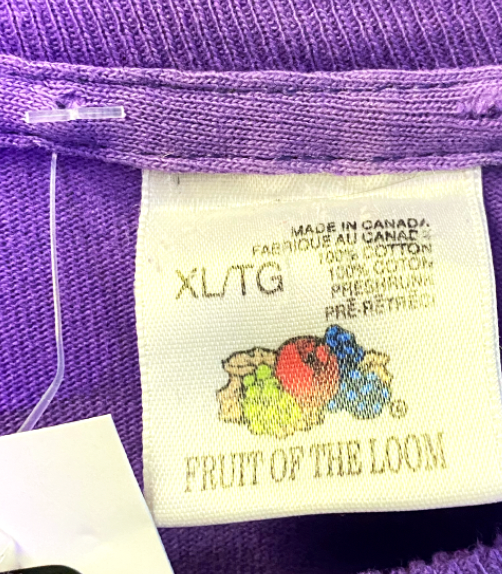 MADE IN CANADA
FABRIQUE AU CANADA
100% COTTON
100% COTON
XL/TG
PRESHRUNK
PRÉ-RÉTRÉCI
®
FRUIT OF THE LOOM